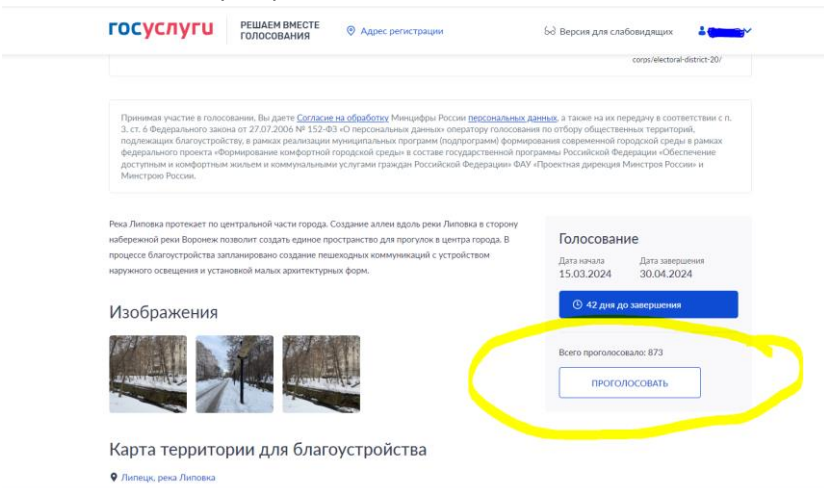 госуслуги
РЕШАЕМ ВМЕСТЕ
ГОЛОСОВАНИЯ
Адрес регистрации
Версия для слабовидящих
corps/electoral-district-20/
Принимая участие в голосовании, Вы даете Согласие на обработку Минцифры России персональных данных, а также на их передачу в соответствии с п.
3. ст. 6 Федерального закона от 27.07.2006 № 152-ФЗ «О персональных данных» оператору голосования по отбору общественных территорий,
подлежащих благоустройству, в рамках реализации муниципальных программ (подпрограмм) формирования современной городской среды в рамках
федерального проекта «Формирование комфортной городской среды» в составе государственной программы Российской Федерации «Обеспечение
доступным и комфортным жильем и коммунальными услугами граждан Российской Федерации» ФАУ «Проектная дирекция Минстроя России» и
Минстрою России.
Река Липовка протекает по центральной части города. Создание аллеи вдоль реки Липовка в сторону
набережной реки Воронеж позволит создать единое пространство для прогулок в центра города. В
процессе благоустройства запланировано создание пешеходных коммуникаций с устройством
наружного освещения и установкой малых архитектурных форм.
Голосование
Дата начала
Дата завершения
15.03.2024
30.04.2024
42 дня до завершения
Изображения
Всего проголосовало: 873
ПРОГОЛОСОВАТЬ
Карта территории для благоустройства
Липецк, река Липовка